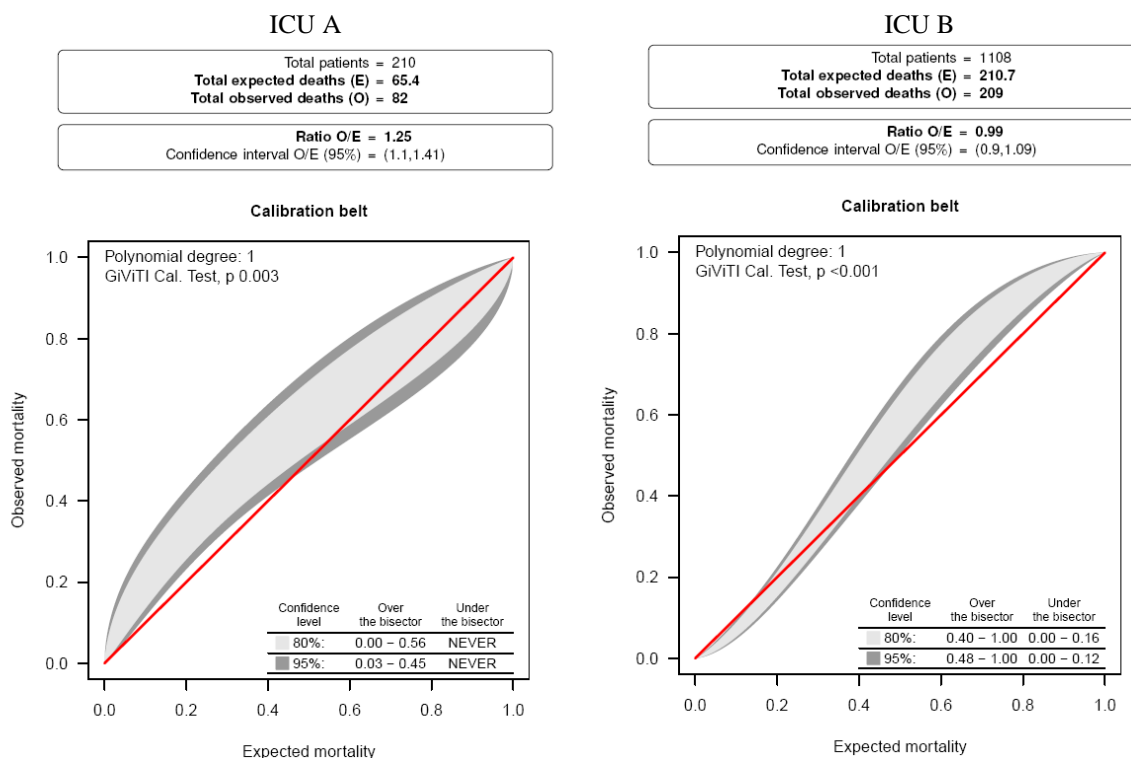 ICU A
Total patients = 210
Total expected deaths (E) = 65.4
Total observed deaths (O) = 82
Ratio O/E = 1.25
Confidence interval O/E (95%) = (1.1,1.41)
Calibration belt
Polynomial degree: 1
GiViTI Cal. Test, p 0.003
1.0
0.8
0.6
0.4
0.2
0.0
Observed mortality
Confidence level Over the bisector Under the bisector
80%: 0.00 – 0.56 NEVER
95%: 0.03 – 0.45 NEVER
0.0 0.2 0.4 0.6 0.8 1.0
Expected mortality
ICU B
Total patients = 1108
Total expected deaths (E) = 210.7
Total observed deaths (O) = 209
Ratio O/E = 0.99
Confidence interval O/E (95%) = (0.9,1.09)
Calibration belt
Polynomial degree: 1
GiViTI Cal. Test, p <0.001
1.0
0.8
0.6
0.4
0.2
0.0
Observed mortality
Confidence level Over the bisector Under the bisector
80%: 0.40 – 1.00 0.00 – 0.16
95%: 0.48 – 1.00 0.00 – 0.12
0.0 0.2 0.4 0.6 0.8 1.0
Expected mortality